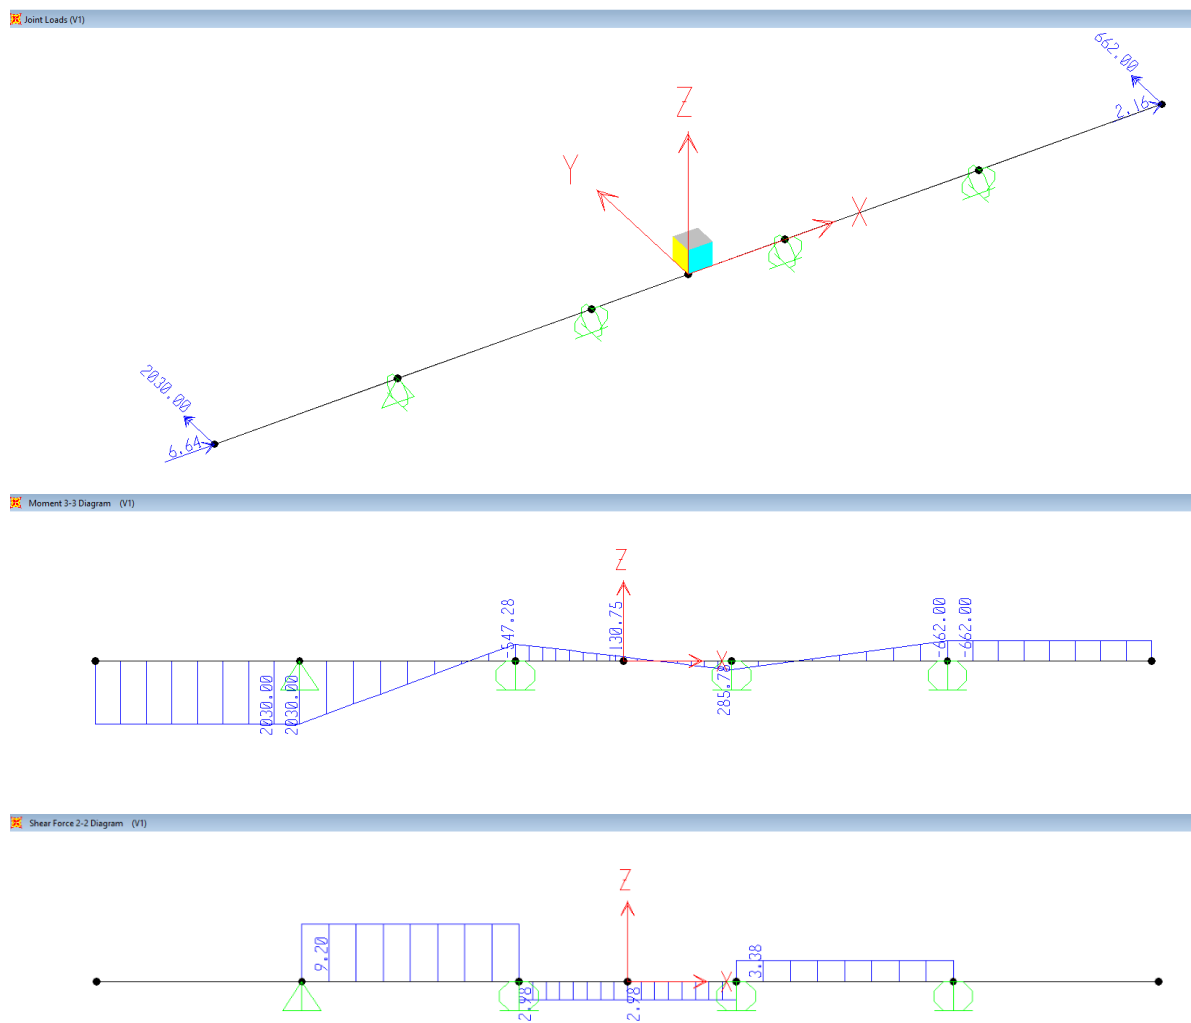 Joint Loads (V1)
662.00
2.16
Z
Y
X
2030.00
6.64
Moment 3-3 Diagram (V1)
Z
-547.28
130.75
-662.00
-662.00
X
2030.00
2030.00
285.78
Shear Force 2-2 Diagram (V1)
Z
9.20
3.38
X
2.98
2.98